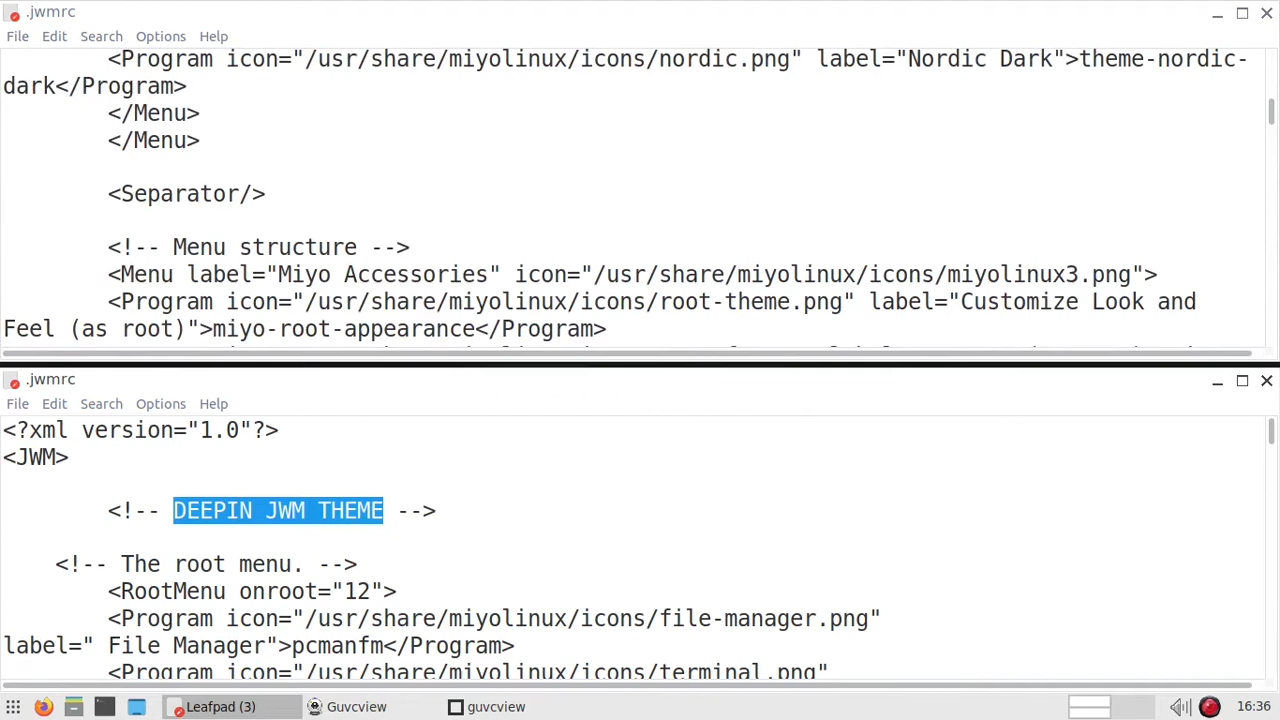 .jwmrc
File Edit Search Options Help
<Program icon="/usr/share/miyolinux/icons/nordic.png" label="Nordic Dark">theme-nordic-
dark</Program>
</Menu>
</Menu>
<Separator/>
<!-- Menu structure -->
<Menu label="Miyo Accessories" icon="/usr/share/miyolinux/icons/miyolinux3.png">
<Program icon="/usr/share/miyolinux/icons/root-theme.png" label="Customize Look and
Feel (as root)">miyo-root-appearance</Program>
.jwmrc
File Edit Search Options Help
<?xml version="1.0"?>
<JWM>
<!-- DEEPIN JWM THEME -->
<!-- The root menu. -->
<RootMenu onroot="12">
<Program icon="/usr/share/miyolinux/icons/file-manager.png"
label=" File Manager">pcmanfm</Program>
<Program icon="/usr/share/miyolinux/icons/terminal.png"
Leafpad (3) Guvcview guvcview 16:36